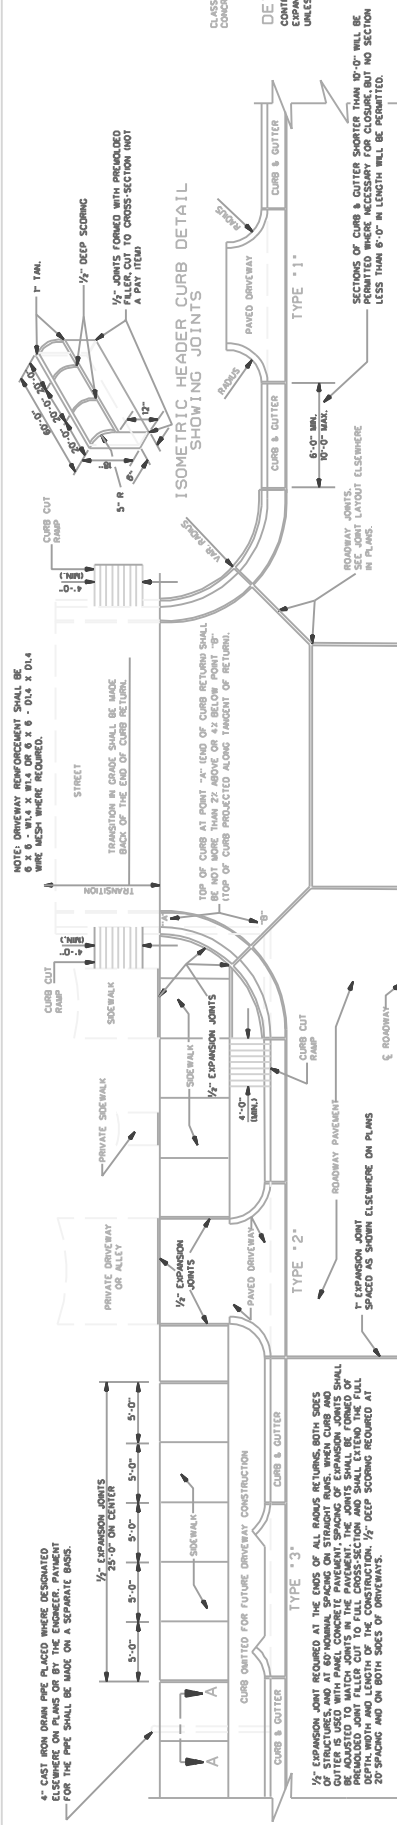 4" CAST IRON DRAIN PIPE PLACED WHERE DESIGNATED
ELSEWHERE ON PLANS OR BY THE ENGINEER. PAYMENT
FOR THE PIPE SHALL BE MADE ON A SEPARATE BASIS.
½" EXPANSION JOINTS
25'-0" ON CENTER
5'-0"
5'-0"
5'-0"
5'-0"
5'-0"
SIDEWALK
A
A
CURB OMITTED FOR FUTURE DRIVEWAY CONSTRUCTION
CURB & GUTTER
TYPE "3"
CURB & GUTTER
½" EXPANSION JOINT REQUIRED AT THE ENDS OF ALL RADIUS RETURNS, BOTH SIDES
OF STRUCTURES, AND AT 60' NOMINAL SPACING ON STRAIGHT RUNS. WHEN CURB AND
GUTTER IS USED WITH PANEL CONCRETE PAVEMENT, SPACING OF EXPANSION JOINTS SHALL
BE ADJUSTED TO MATCH JOINTS IN THE PAVEMENT. THE JOINTS SHALL BE FORMED OF
PREMOLDED JOINT FILLER CUT TO FULL CROSS-SECTION AND SHALL EXTEND THE FULL
DEPTH, WIDTH AND LENGTH OF THE CONSTRUCTION. ½" DEEP SCORING REQUIRED AT
20' SPACING AND ON BOTH SIDES OF DRIVEWAYS.
PRIVATE DRIVEWAY
OR ALLEY
½" EXPANSION
JOINTS
PAVED DRIVEWAY
TYPE "2"
1" EXPANSION JOINT
SPACED AS SHOWN ELSEWHERE ON PLANS
ROADWAY PAVEMENT
℄ ROADWAY
PRIVATE SIDEWALK
SIDEWALK
SIDEWALK
½" EXPANSION JOINTS
4'-0"
(MIN.)
CURB CUT
RAMP
CURB CUT
RAMP
4'-0"
(MIN.)
NOTE: DRIVEWAY REINFORCEMENT SHALL BE
6 X 6 - W1.4 X W1.4 OR 6 X 6 - D1.4 X D1.4
WIRE MESH WHERE REQUIRED.
STREET
TRANSITION
TRANSITION IN GRADE SHALL BE MADE
BACK OF THE END OF CURB RETURN.
"A"
"B"
TOP OF CURB AT POINT "A" (END OF CURB RETURN) SHALL
BE NOT MORE THAN 2% ABOVE OR 4% BELOW POINT "B"
(TOP OF CURB PROJECTED ALONG TANGENT OF RETURN).
CURB CUT
RAMP
4'-0"
(MIN.)
VAR RADIUS
ROADWAY JOINTS.
SEE JOINT LAYOUT ELSEWHERE
IN PLANS.
1" TAN.
½" DEEP SCORING
½" JOINTS FORMED WITH PREMOLDED
FILLER, CUT TO CROSS-SECTION (NOT
A PAY ITEM)
60'-0"
20'-0"
20'-0"
20'-0"
5" R
6"
12"
ISOMETRIC HEADER CURB DETAIL
SHOWING JOINTS
CURB & GUTTER
6'-0" MIN.
10'-0" MAX.
RADIUS
PAVED DRIVEWAY
RADIUS
TYPE "1"
CURB & GUTTER
SECTIONS OF CURB & GUTTER SHORTER THAN 10'-0" WILL BE
PERMITTED WHERE NECESSARY FOR CLOSURE, BUT NO SECTION
LESS THAN 6'-0" IN LENGTH WILL BE PERMITTED.
CLASS
CONCR
DE
CONT
EXPAN
UNLES